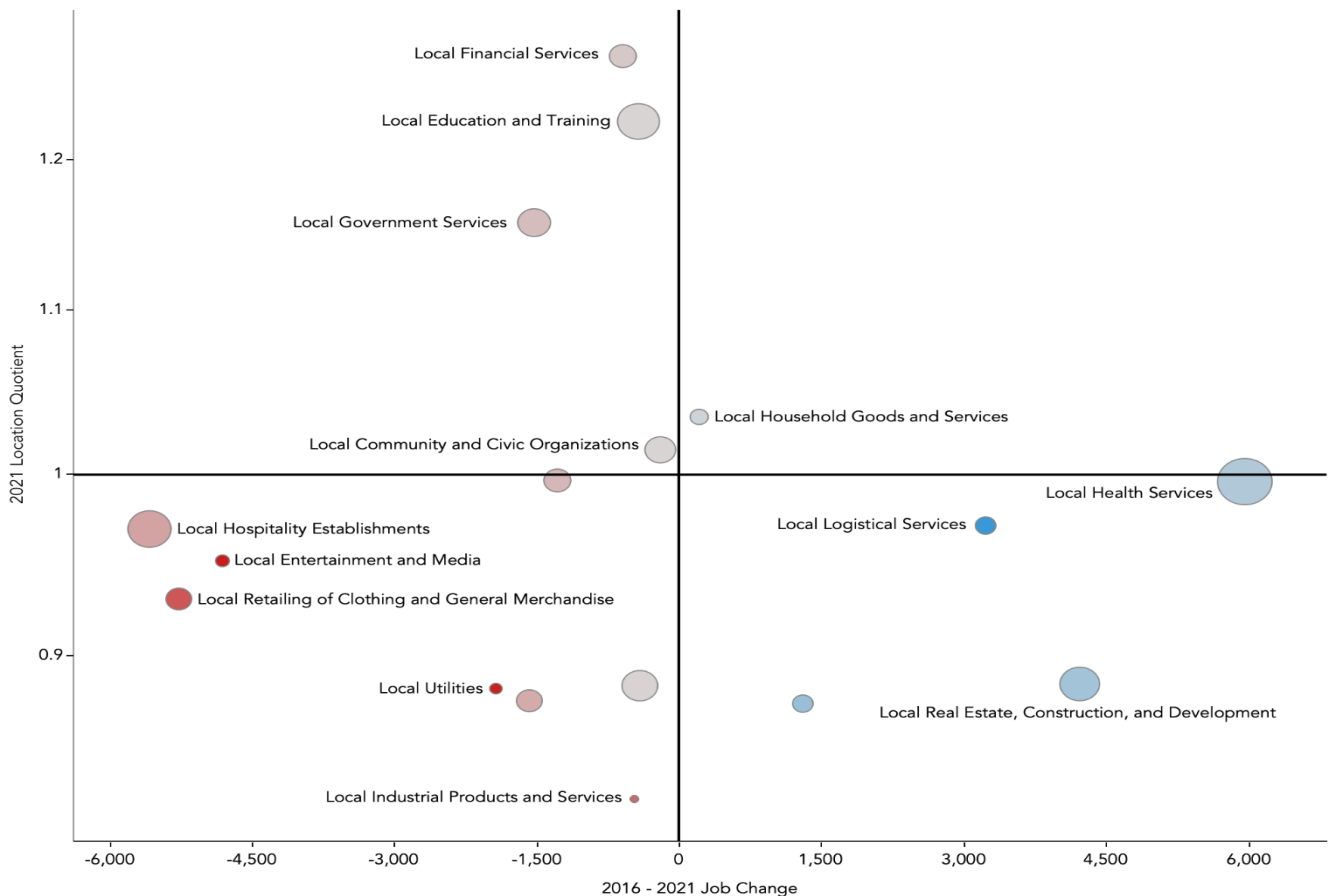 Local Financial Services
Local Education and Training
1.2
Local Government Services
1.1
2021 Location Quotient
Local Household Goods and Services
Local Community and Civic Organizations
1
Local Health Services
Local Hospitality Establishments
Local Logistical Services
Local Entertainment and Media
Local Retailing of Clothing and General Merchandise
0.9
Local Utilities
Local Real Estate, Construction, and Development
Local Industrial Products and Services
-6,000 -4,500 -3,000 -1,500 0 1,500 3,000 4,500 6,000
2016 - 2021 Job Change